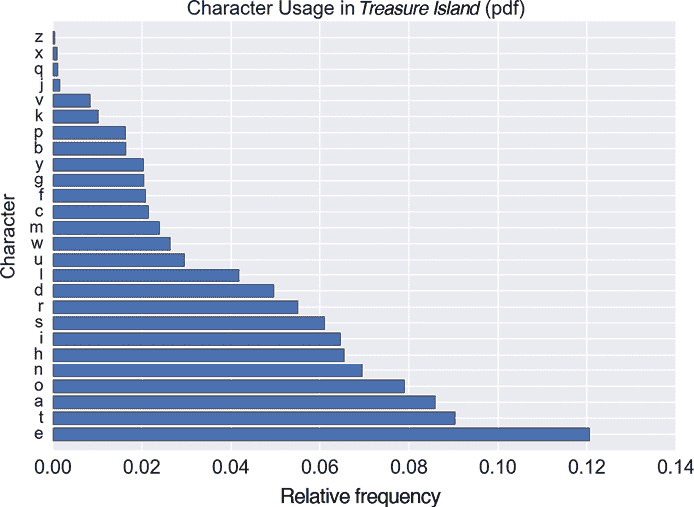 Character Usage in Treasure Island (pdf)
Character
z
x
q
j
v
k
p
b
y
g
f
c
m
w
u
l
d
r
s
i
h
n
o
a
t
e
0.00 0.02 0.04 0.06 0.08 0.10 0.12 0.14
Relative frequency